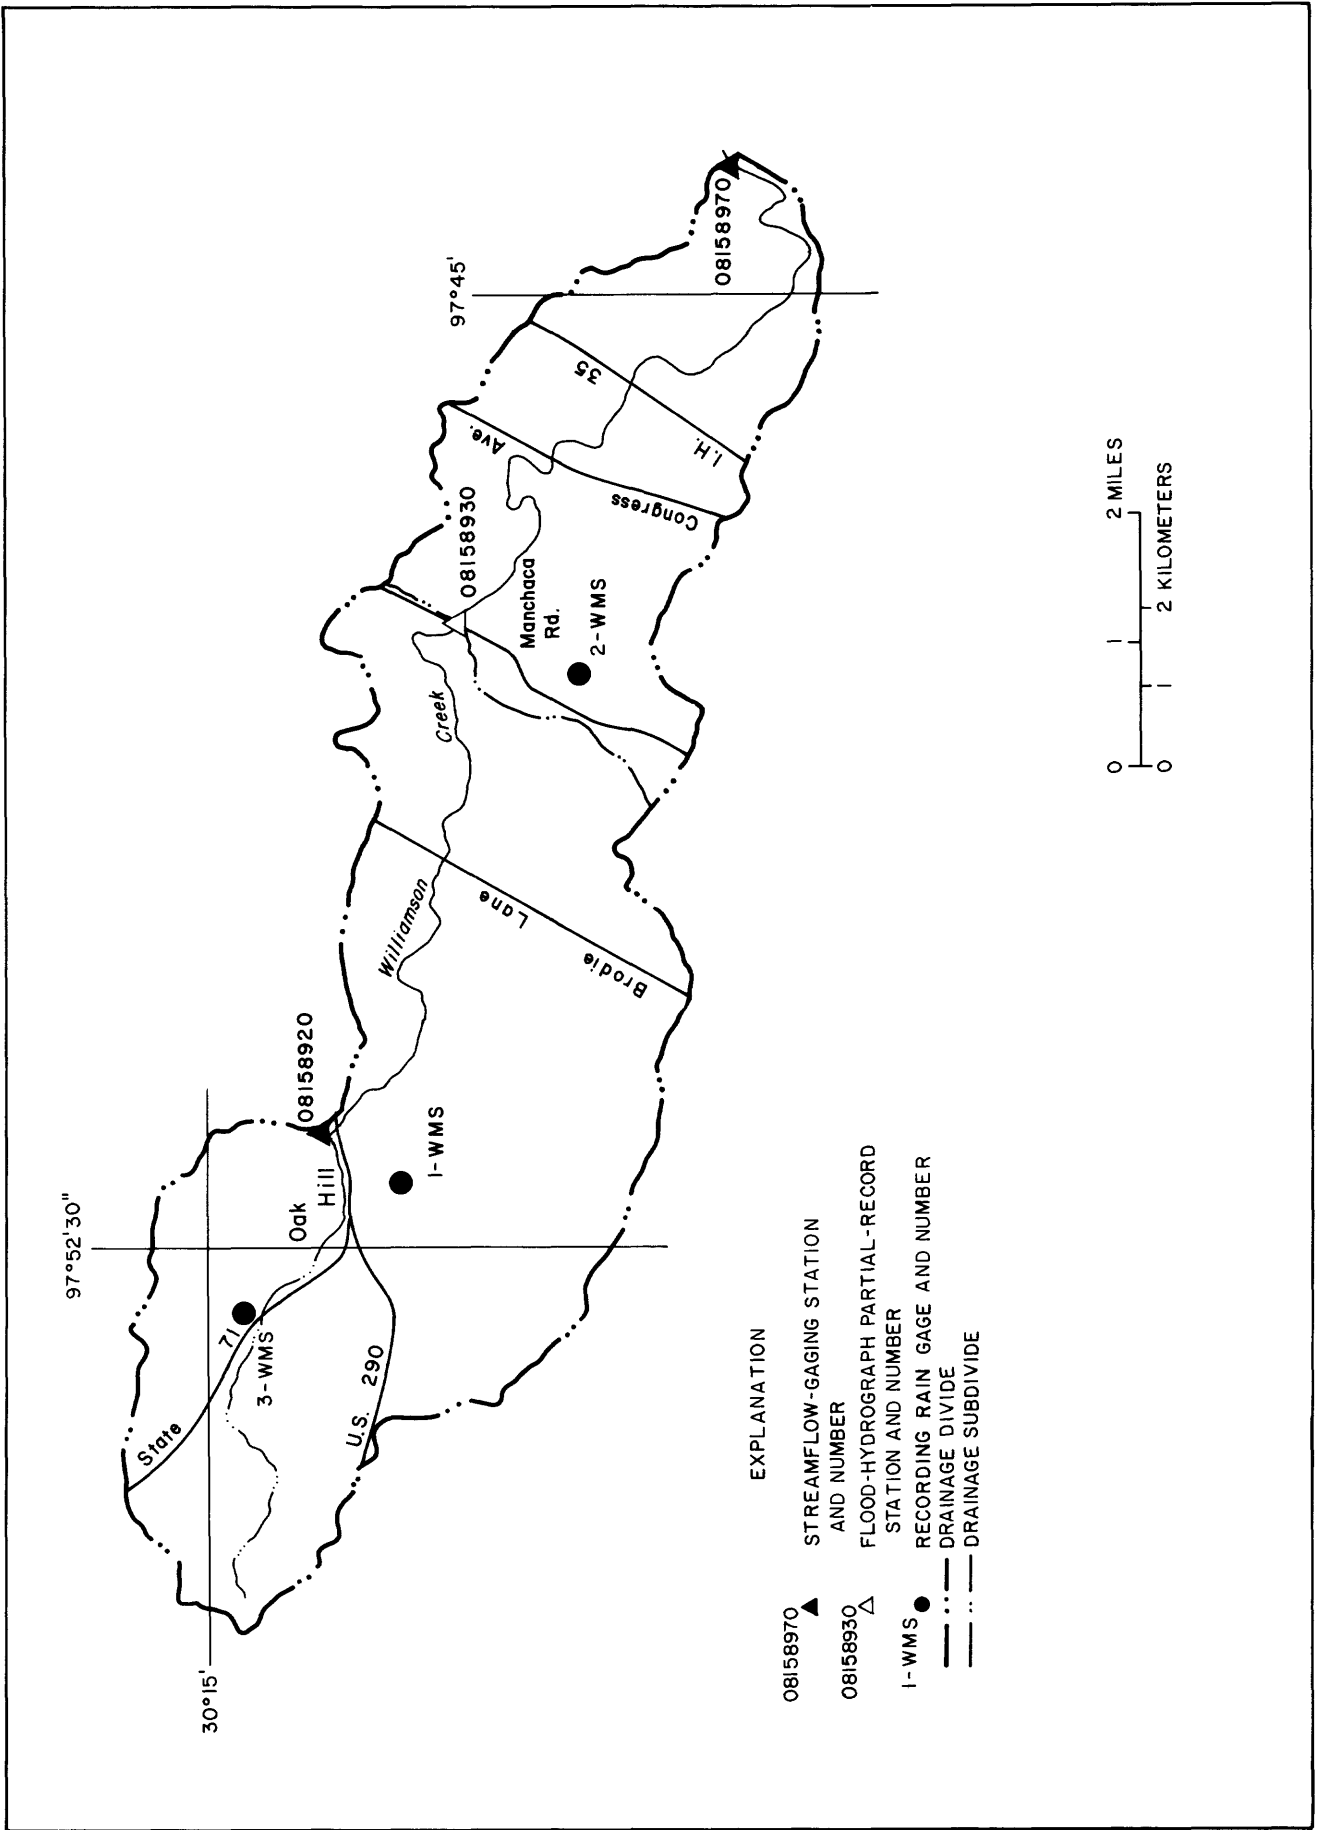 97°52'30"
30°15'
State
71
3-WMS
U.S. 290
Oak
Hill
08158920
1-WMS
Williamson
Creek
Brodie
Lane
08158930
Manchaca
Rd.
2-WMS
Congress
Ave.
I.H.
35
97°45'
08158970
EXPLANATION
08158970
STREAMFLOW-GAGING STATION
AND NUMBER
08158930
FLOOD-HYDROGRAPH PARTIAL-RECORD
STATION AND NUMBER
1-WMS
RECORDING RAIN GAGE AND NUMBER
DRAINAGE DIVIDE
DRAINAGE SUBDIVIDE
0 1 2 MILES
0 1 2 KILOMETERS